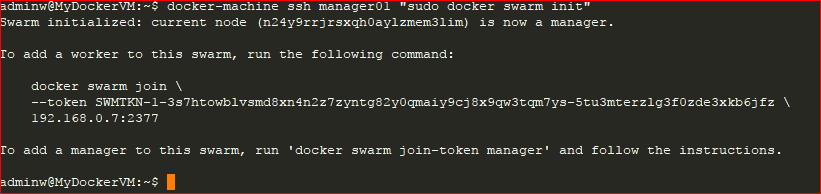 adminw@MyDockerVM:~$ docker-machine ssh manager01 "sudo docker swarm init"
Swarm initialized: current node (n24y9rrjrsxqh0aylzmem3lim) is now a manager.
To add a worker to this swarm, run the following command:
docker swarm join \
--token SWMTKN-1-3s7htowblvsmd8xn4n2z7zyntg82y0qmaiy9cj8x9qw3tqm7ys-5tu3mterzlg3f0zde3xkb6jfz \
192.168.0.7:2377
To add a manager to this swarm, run 'docker swarm join-token manager' and follow the instructions.
adminw@MyDockerVM:~$